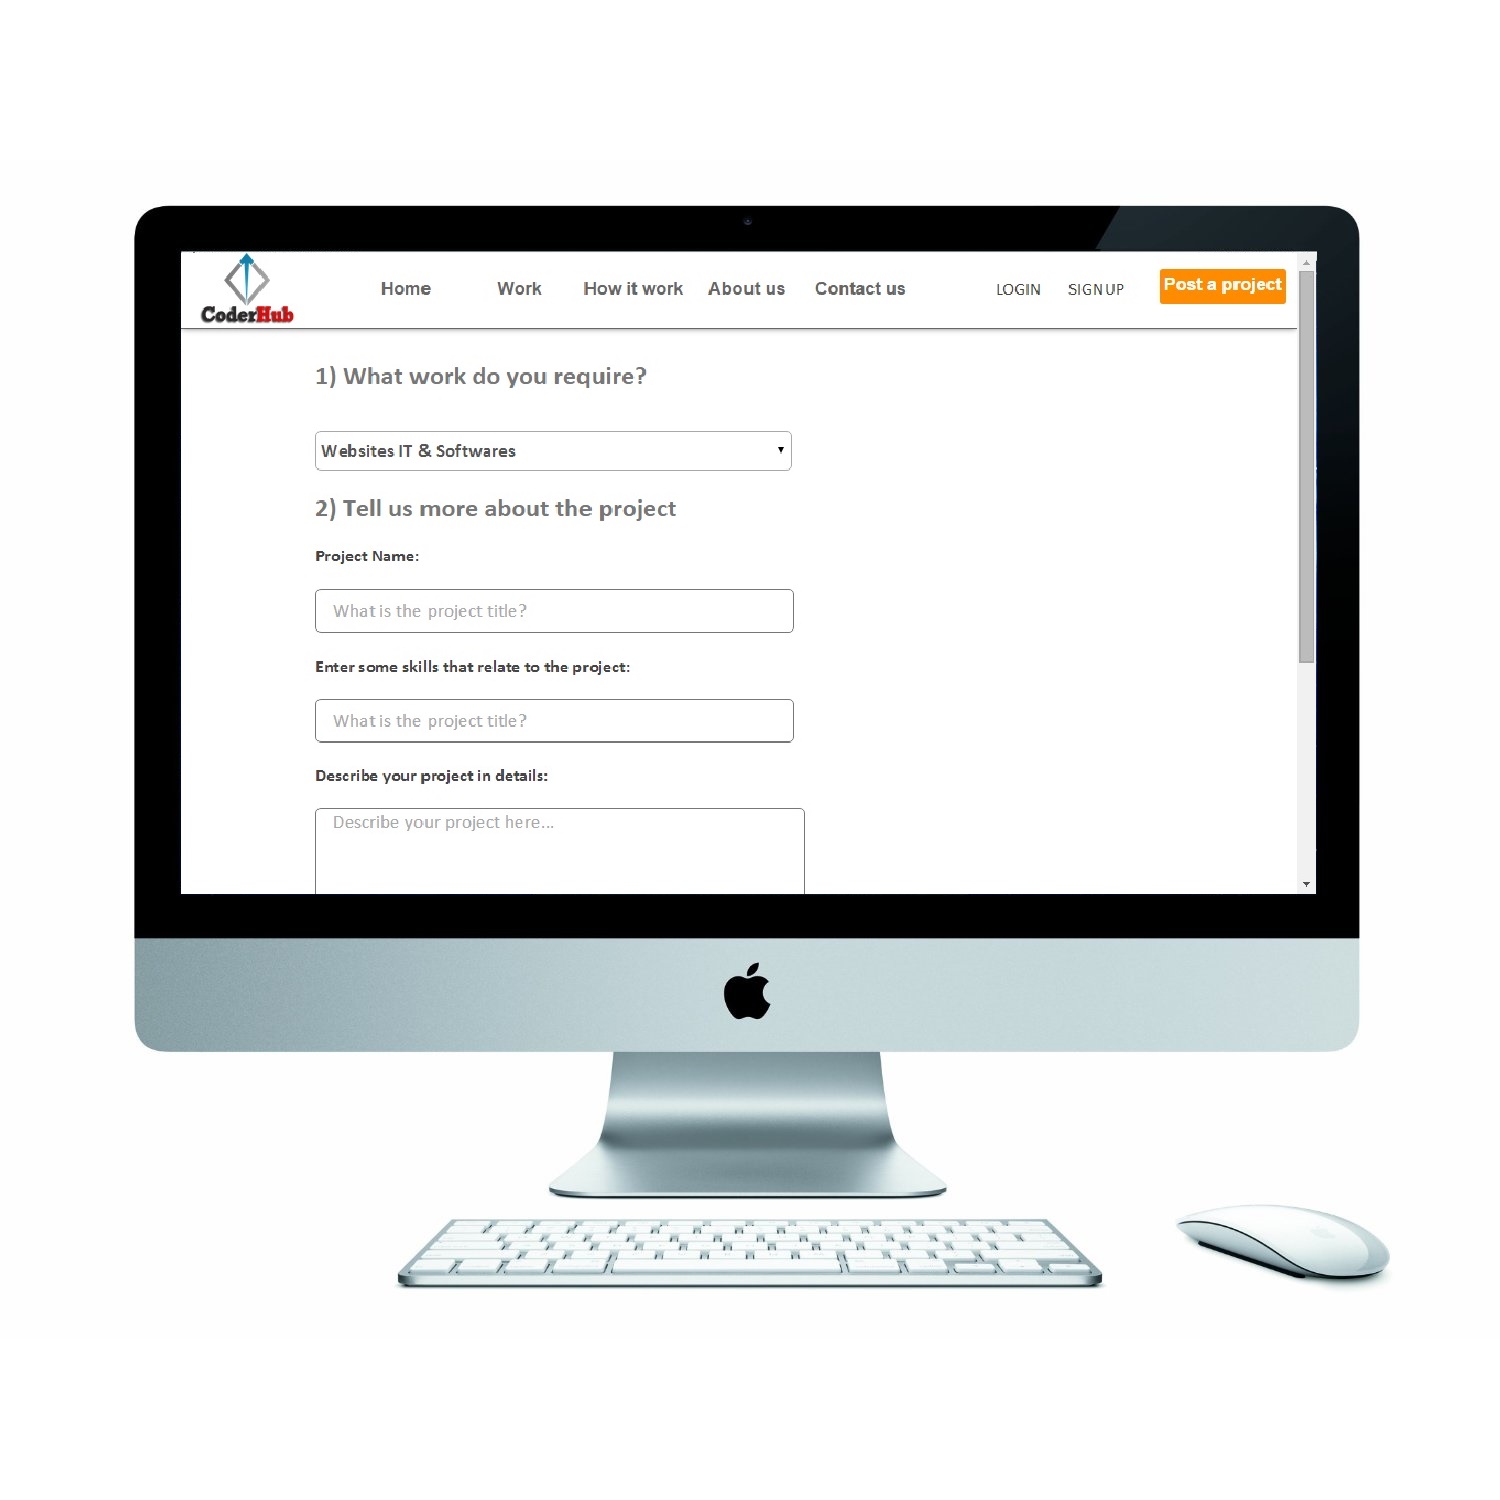 CoderHub
Home Work How it work About us Contact us LOGIN SIGNUP Post a project
1) What work do you require?
Websites IT & Softwares
2) Tell us more about the project
Project Name:
What is the project title?
Enter some skills that relate to the project:
What is the project title?
Describe your project in details:
Describe your project here...